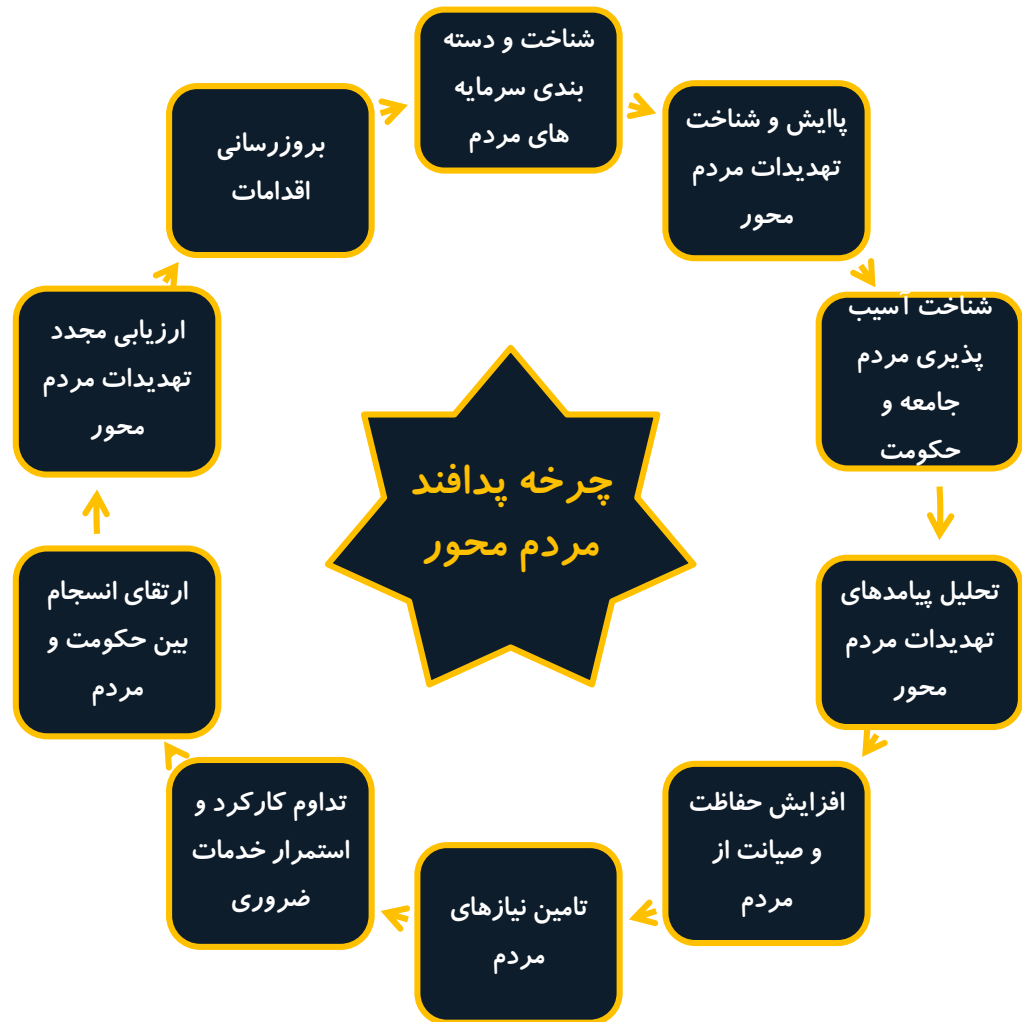 شناخت و دسته
بندی سرمایه
های مردم
پاایش و شناخت
تهدیدات مردم
محور
شناخت آسیب
پذیری مردم
جامعه و
حکومت
تحلیل پیامدهای
تهدیدات مردم
محور
افزایش حفاظت
و صیانت از
مردم
تامین نیازهای
مردم
تداوم کارکرد و
استمرار خدمات
ضروری
ارتقای انسجام
بین حکومت و
مردم
ارزیابی مجدد
تهدیدات مردم
محور
بروزرسانی
اقدامات
چرخه پدافند
مردم محور